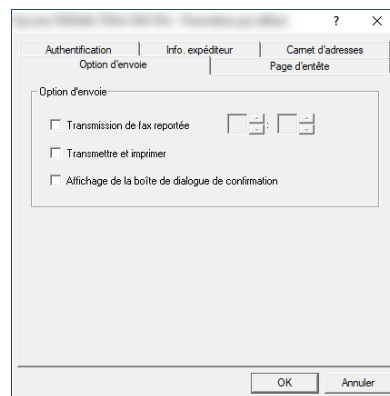 Authentification Info. expéditeur Carnet d'adresses
Option d'envoie Page d'entête
Option d'envoie
Transmission de fax reportée :
Transmettre et imprimer
Affichage de la boîte de dialogue de confirmation
OK Annuler